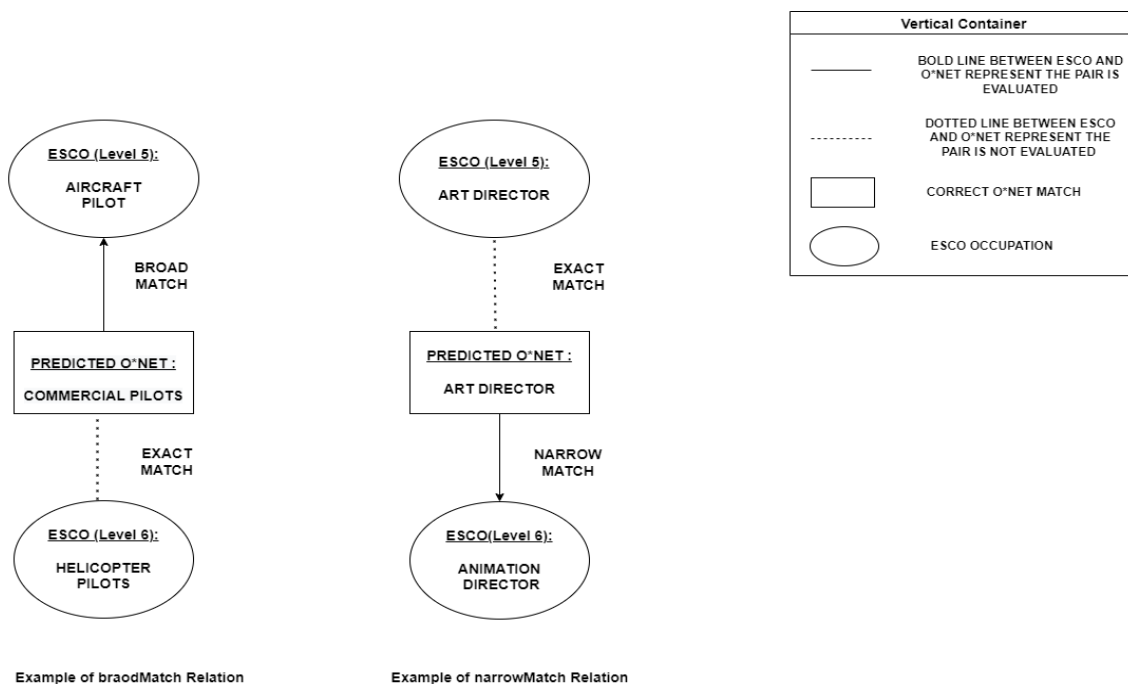 Vertical Container
BOLD LINE BETWEEN ESCO AND
O*NET REPRESENT THE PAIR IS
EVALUATED
DOTTED LINE BETWEEN ESCO
AND O*NET REPRESENT THE
PAIR IS NOT EVALUATED
CORRECT O*NET MATCH
ESCO OCCUPATION
ESCO (Level 5):
AIRCRAFT
PILOT
BROAD
MATCH
PREDICTED O*NET :
COMMERCIAL PILOTS
EXACT
MATCH
ESCO (Level 6):
HELICOPTER
PILOTS
Example of braodMatch Relation
ESCO (Level 5):
ART DIRECTOR
EXACT
MATCH
PREDICTED O*NET :
ART DIRECTOR
NARROW
MATCH
ESCO(Level 6):
ANIMATION
DIRECTOR
Example of narrowMatch Relation